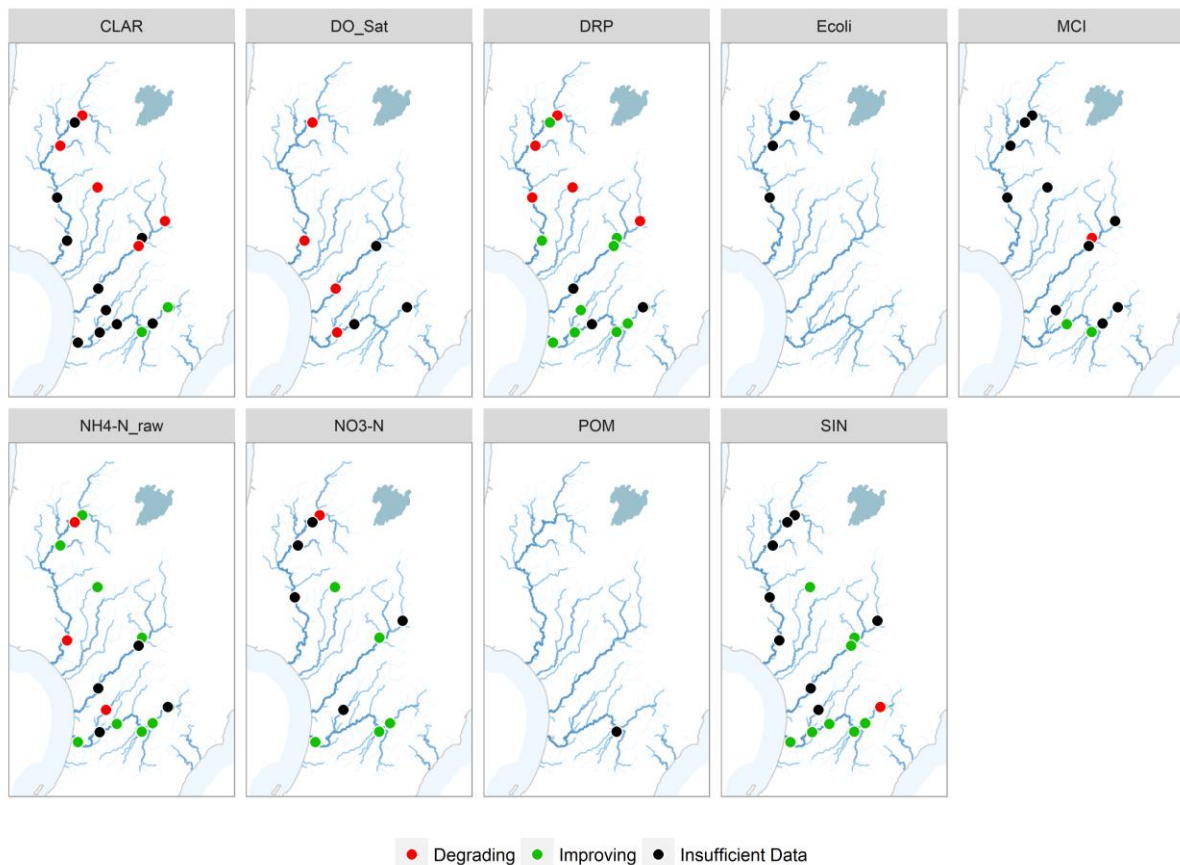 CLAR DO_Sat DRP Ecoli MCI
NH4-N_raw NO3-N POM SIN
Degrading Improving Insufficient Data